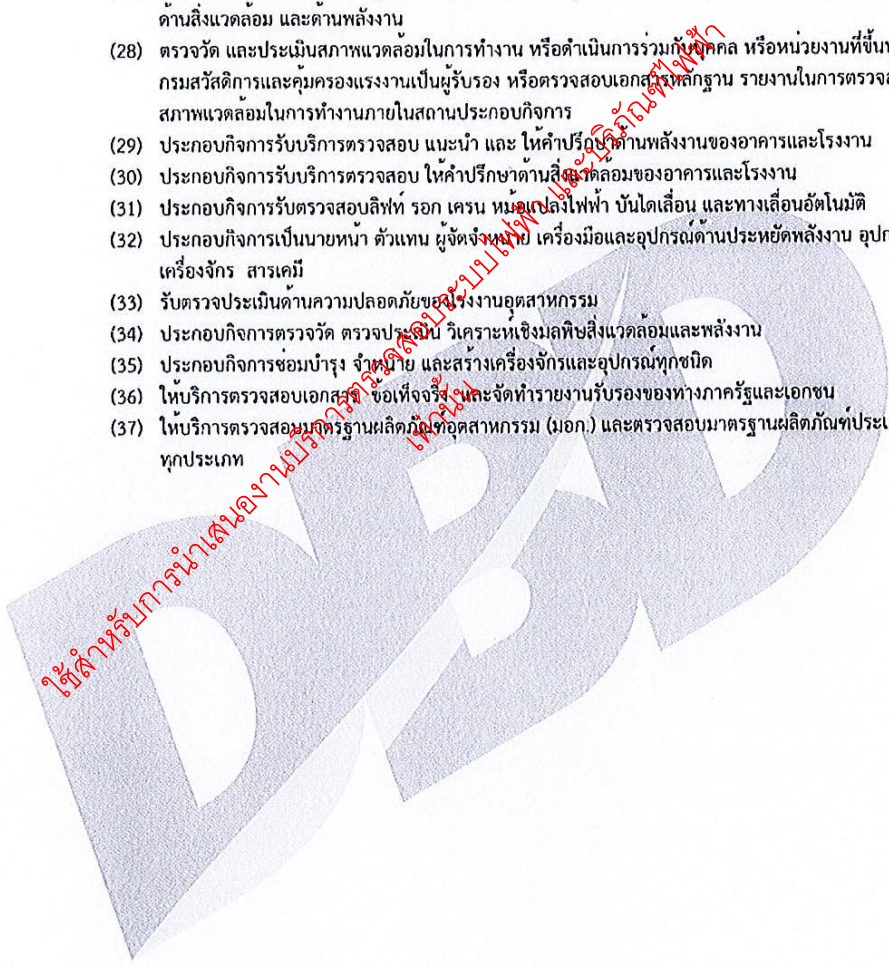 ด้านสิ่งแวดล้อม และด้านพลังงาน
(28) ตรวจวัด และประเมินสภาพแวดล้อมในการทำงาน หรือดำเนินการร่วมกับบุคคล หรือหน่วยงานที่ขึ้น
กรมสวัสดิการและคุ้มครองแรงงานเป็นผู้รับรอง หรือตรวจสอบเอกสารหลักฐาน รายงานในการตรวจ
สภาพแวดล้อมในการทำงานภายในสถานประกอบกิจการ
(29) ประกอบกิจการรับบริการตรวจสอบ แนะนำ และ ให้คำปรึกษาด้านพลังงานของอาคารและโรงงาน
(30) ประกอบกิจการรับบริการตรวจสอบ ให้คำปรึกษาด้านสิ่งแวดล้อมของอาคารและโรงงาน
(31) ประกอบกิจการรับตรวจสอบลิฟท์ รอก เครน หม้อแปลงไฟฟ้า บันไดเลื่อน และทางเลื่อนอัตโนมัติ
(32) ประกอบกิจการเป็นนายหน้า ตัวแทน ผู้จัดจำหน่าย เครื่องมือและอุปกรณ์ด้านประหยัดพลังงาน อุป
เครื่องจักร สารเคมี
(33) รับตรวจประเมินด้านความปลอดภัยของโรงงานอุตสาหกรรม
(34) ประกอบกิจการตรวจวัด ตรวจประเมิน วิเคราะห์เชิงมลพิษสิ่งแวดล้อมและพลังงาน
(35) ประกอบกิจการซ่อมบำรุง จำหน่าย และสร้างเครื่องจักรและอุปกรณ์ทุกชนิด
(36) ให้บริการตรวจสอบเอกสาร ข้อเท็จจริง และจัดทำรายงานรับรองของทางภาครัฐและเอกชน
(37) ให้บริการตรวจสอบมาตรฐานผลิตภัณฑ์อุตสาหกรรม (มอก.) และตรวจสอบมาตรฐานผลิตภัณฑ์ประเ
ทุกประเภท
ใช้สำหรับการนำเสนองานบริการตรวจสอบระบบไฟฟ้า และบริภัณฑ์ไฟฟ้า
เท่านั้น
DBD